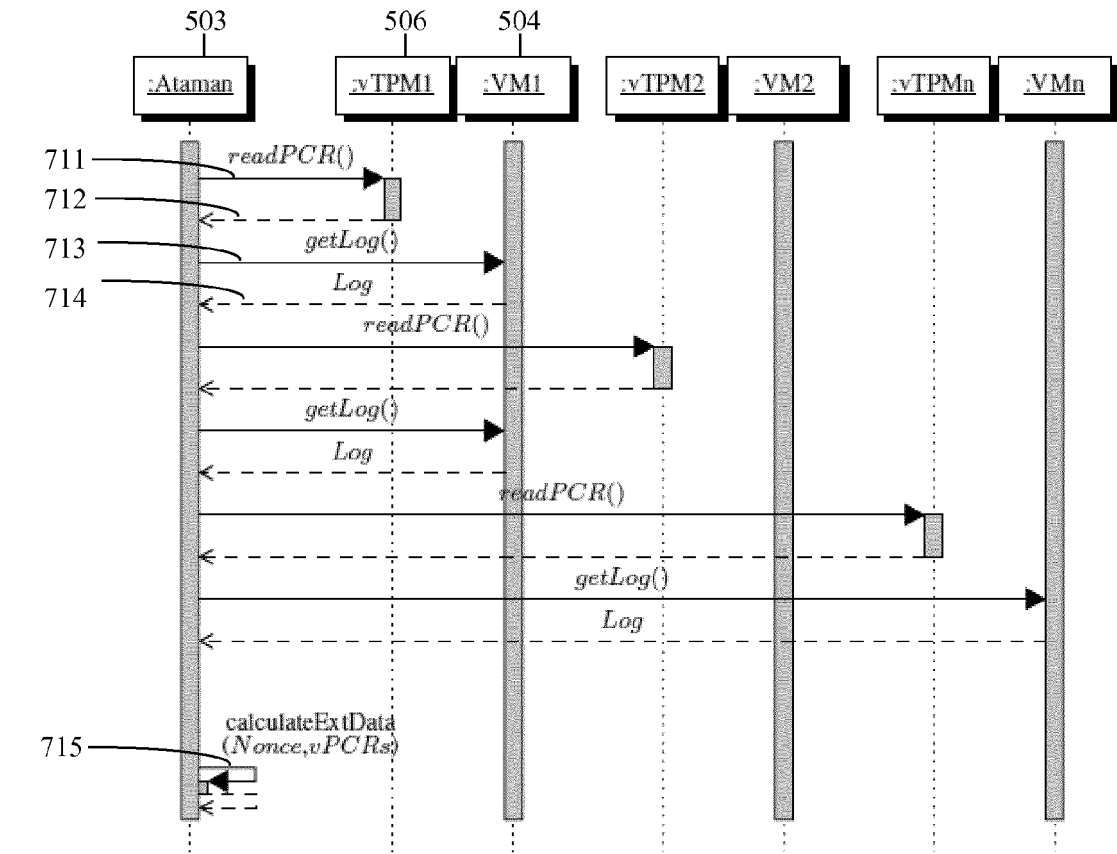 503 506 504
:Ataman :vTPM1 :VM1 :vTPM2 :VM2 :vTPMn :VMn
711 readPCR()
712
713 getLog()
714 Log
readPCR()
getLog()
Log
readPCR()
getLog()
Log
calculateExtData
715 (Nonce,vPCRs)